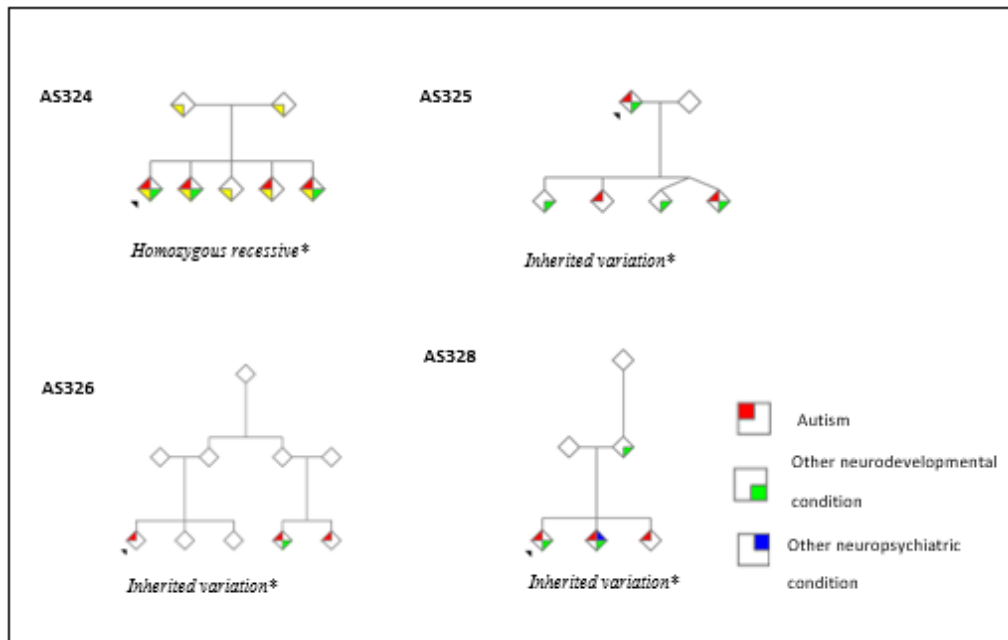 AS324
AS325
Homozygous recessive*
Inherited variation*
AS326
AS328
Autism
Other neurodevelopmental
condition
Other neuropsychiatric
condition
Inherited variation*
Inherited variation*